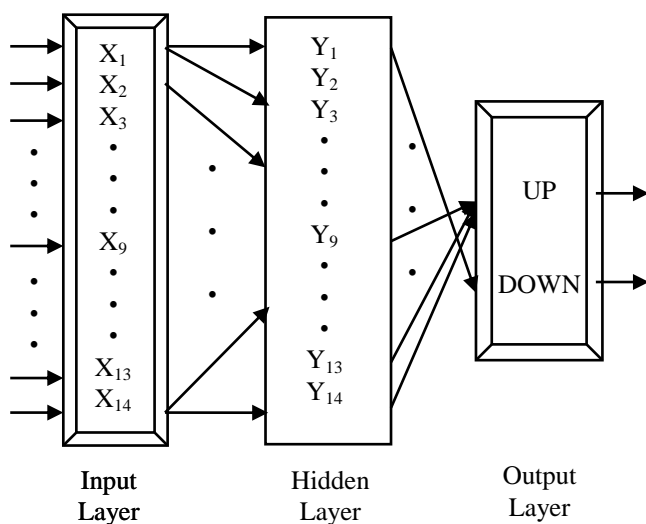 X1
X2
X3
X9
X13
X14
Y1
Y2
Y3
Y9
Y13
Y14
UP
DOWN
Input
Layer
Hidden
Layer
Output
Layer